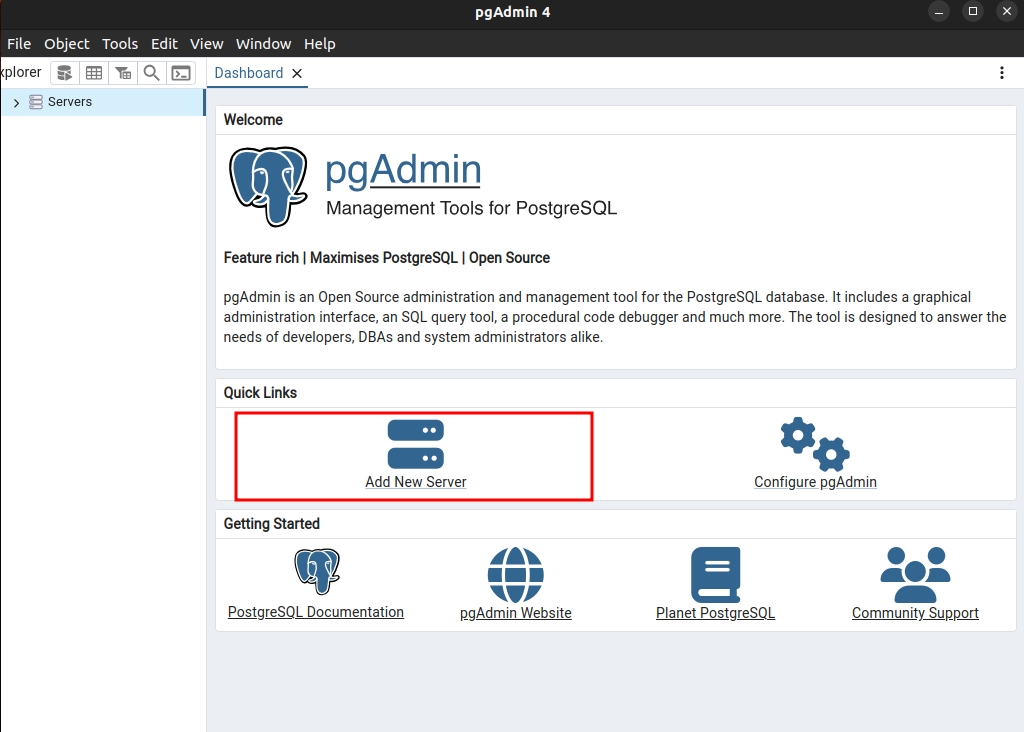 pgAdmin 4
File Object Tools Edit View Window Help
xplorer
Dashboard
Servers
Welcome
pgAdmin
Management Tools for PostgreSQL
Feature rich | Maximises PostgreSQL | Open Source
pgAdmin is an Open Source administration and management tool for the PostgreSQL database. It includes a graphical
administration interface, an SQL query tool, a procedural code debugger and much more. The tool is designed to answer the
needs of developers, DBAs and system administrators alike.
Quick Links
Add New Server
Configure pgAdmin
Getting Started
PostgreSQL Documentation
pgAdmin Website
Planet PostgreSQL
Community Support